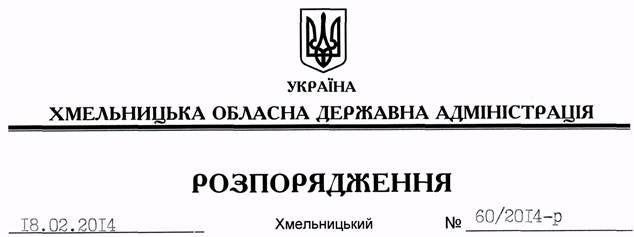 УКРАЇНА
ХМЕЛЬНИЦЬКА ОБЛАСНА ДЕРЖАВНА АДМІНІСТРАЦІЯ
РОЗПОРЯДЖЕННЯ
18.02.2014 Хмельницький № 60/2014-р